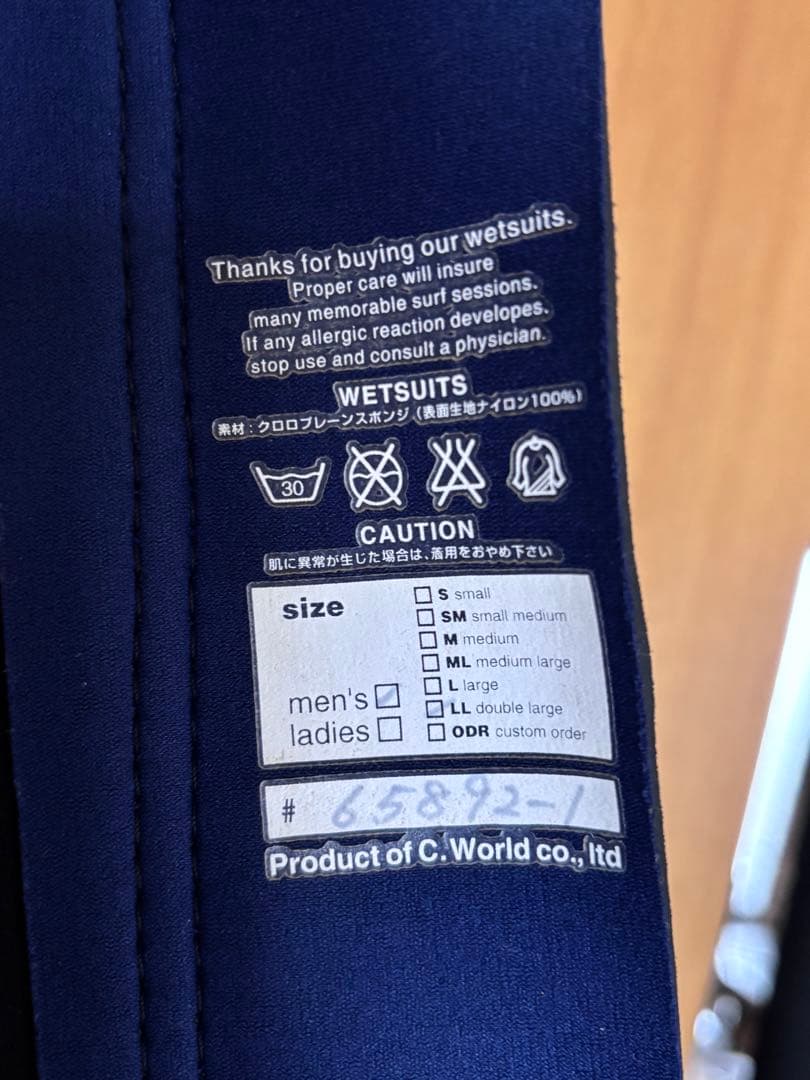 Thanks for buying our wetsuits.
Proper care will insure
many memorable surf sessions.
If any allergic reaction developes.
stop use and consult a physician.
WETSUITS
素材:クロロプレーンスポンジ(表面生地ナイロン100%)
30
CAUTION
肌に異常が生じた場合は、着用をおやめ下さい
size
S small
SM small medium
M medium
ML medium large
L large
LL double large
ODR custom order
men's
ladies
# 65892-1
Product of C.World co.,ltd